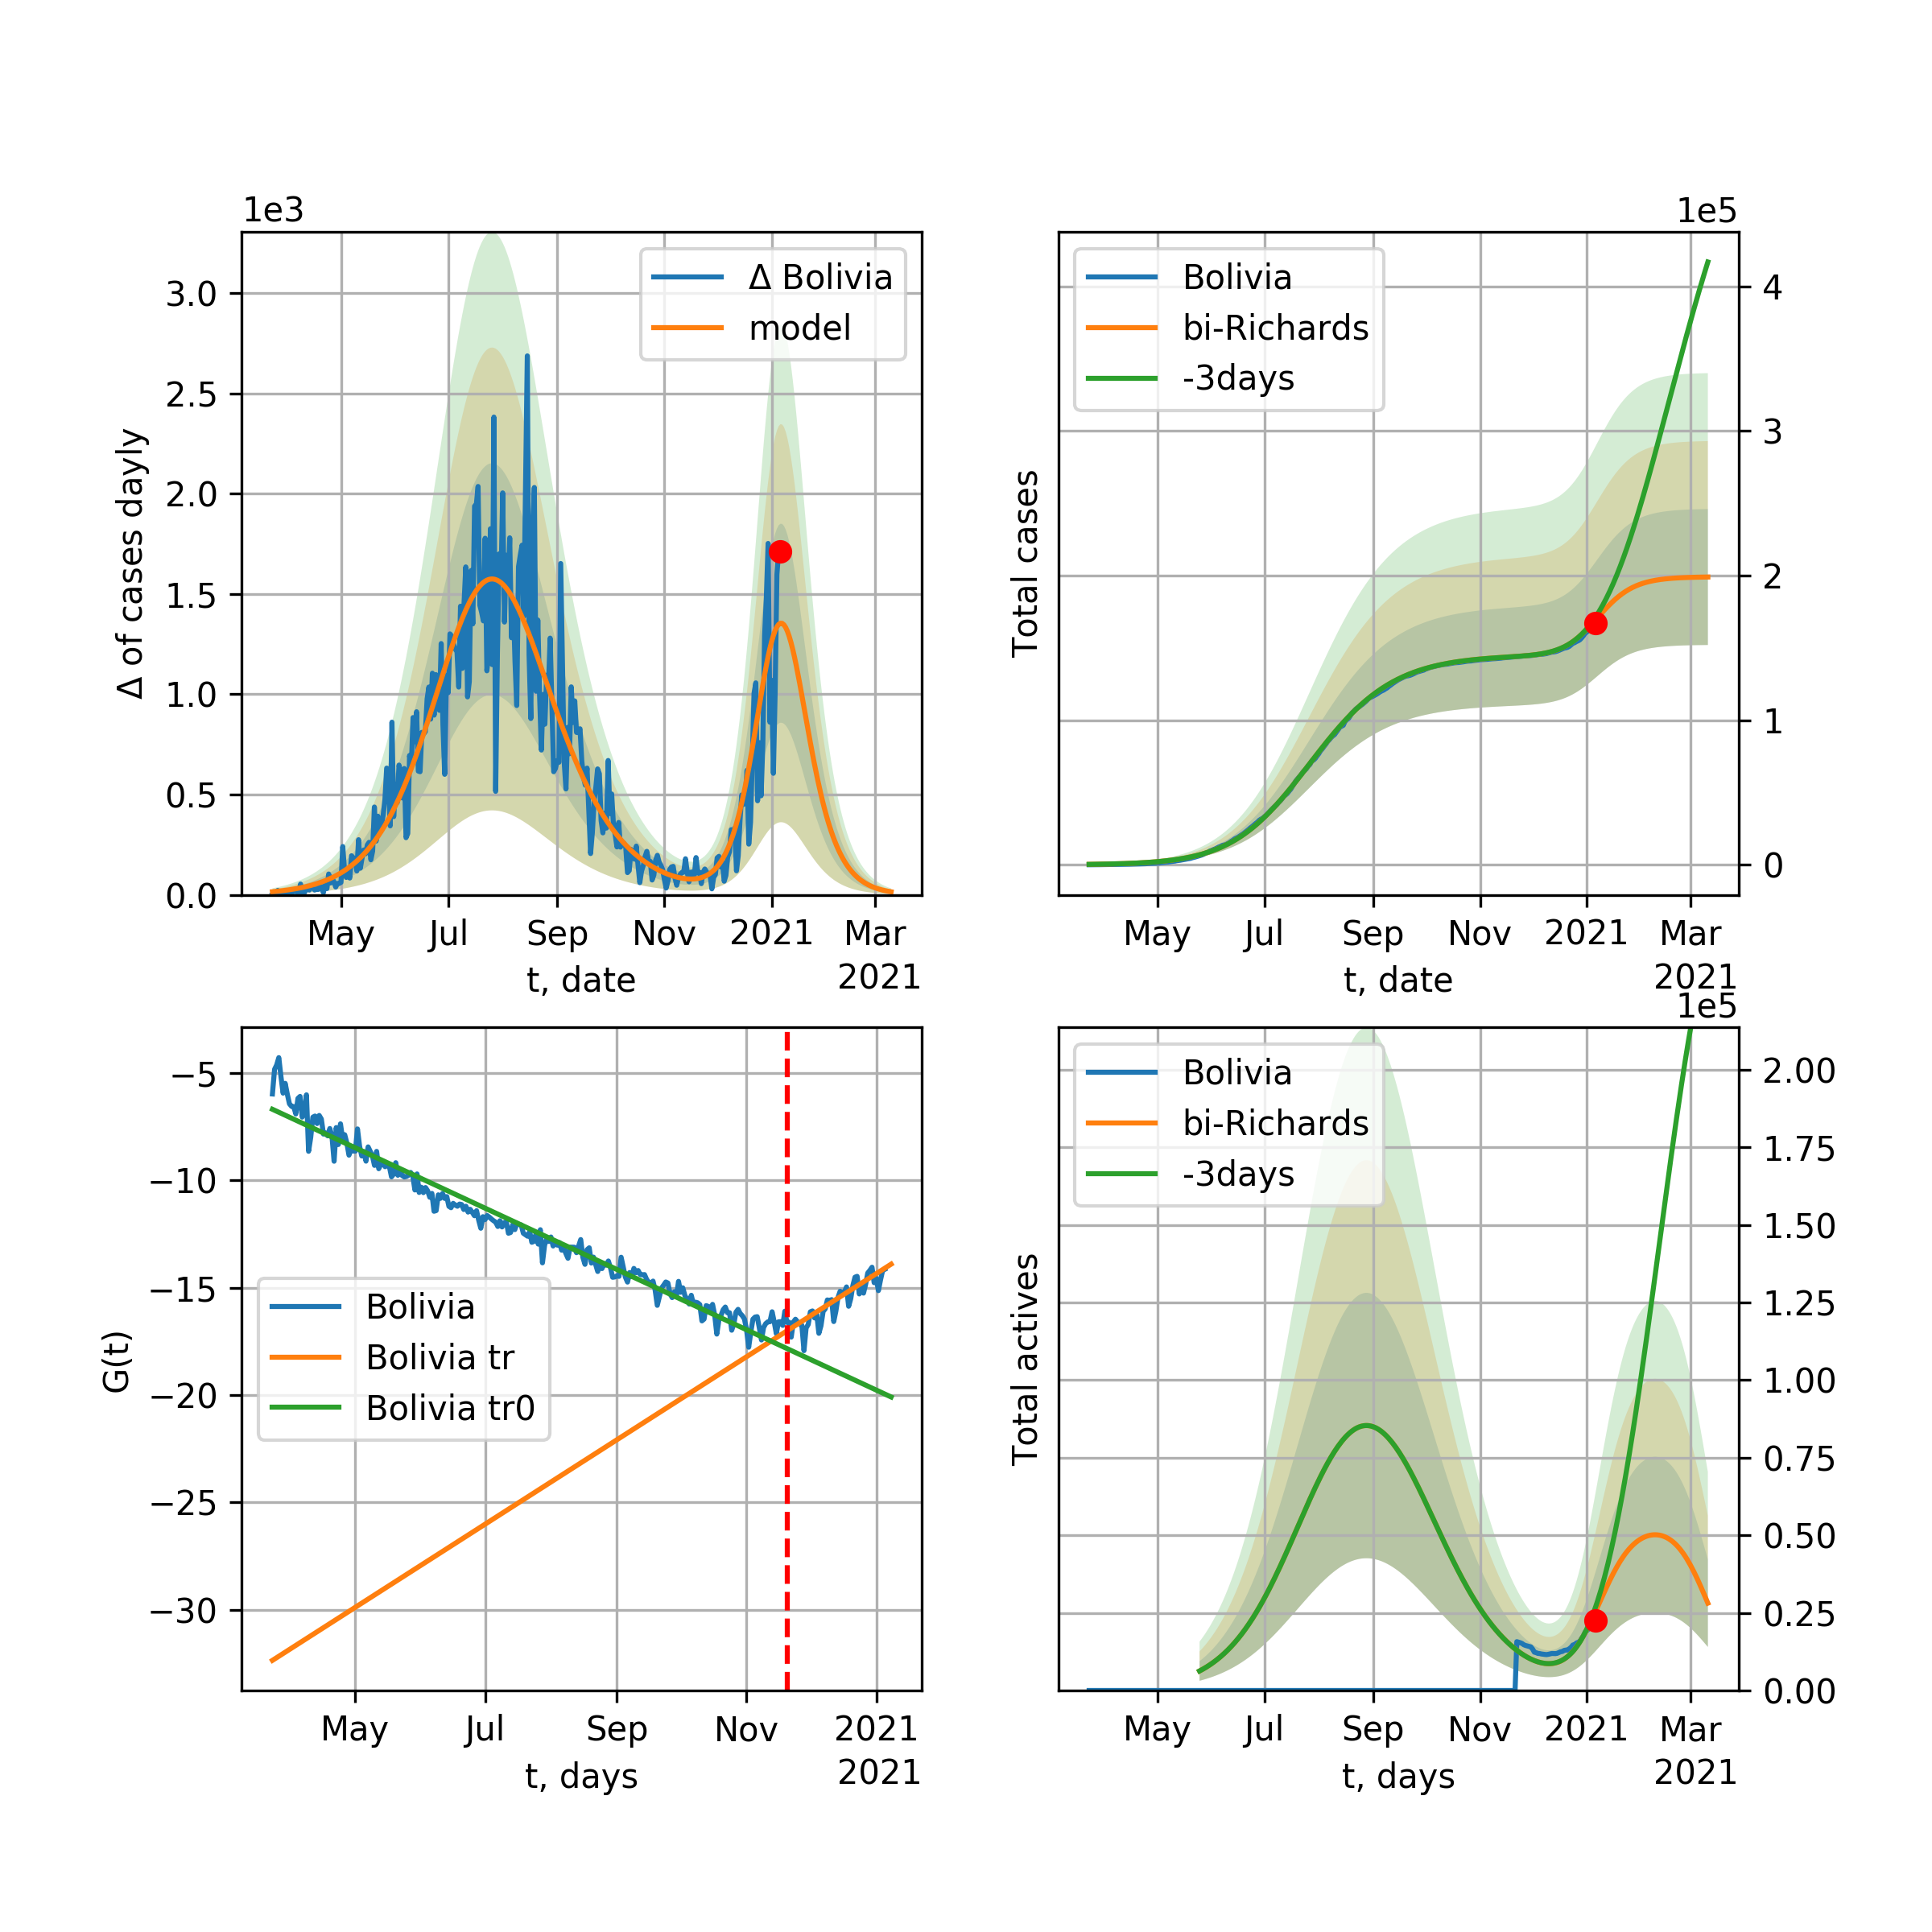 1e3
3.0
2.5
2.0
1.5
1.0
0.5
0.0
Δ of cases dayly
Δ Bolivia
model
May Jul Sep Nov 2021 Mar
t, date
2021
1e5
4
3
2
1
0
Total cases
Bolivia
bi-Richards
-3days
May Jul Sep Nov 2021 Mar
t, date
2021
−5
−10
−15
−20
−25
−30
G(t)
Bolivia
Bolivia tr
Bolivia tr0
May Jul Sep Nov 2021
t, days
2021
1e5
2.00
1.75
1.50
1.25
1.00
0.75
0.50
0.25
0.00
Total actives
Bolivia
bi-Richards
-3days
May Jul Sep Nov 2021 Mar
t, days
2021